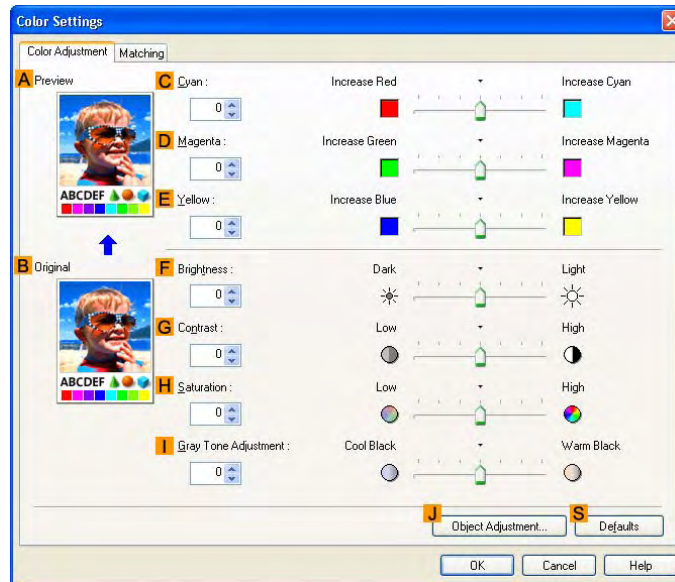 Color Settings
Color Adjustment Matching
A Preview
C Cyan : Increase Red Increase Cyan
0
D Magenta : Increase Green Increase Magenta
0
ABCDEF
E Yellow : Increase Blue Increase Yellow
0
B Original
F Brightness : Dark Light
0
G Contrast : Low High
0
ABCDEF
H Saturation : Low High
0
I Gray Tone Adjustment : Cool Black Warm Black
0
J Object Adjustment... S Defaults
OK Cancel Help